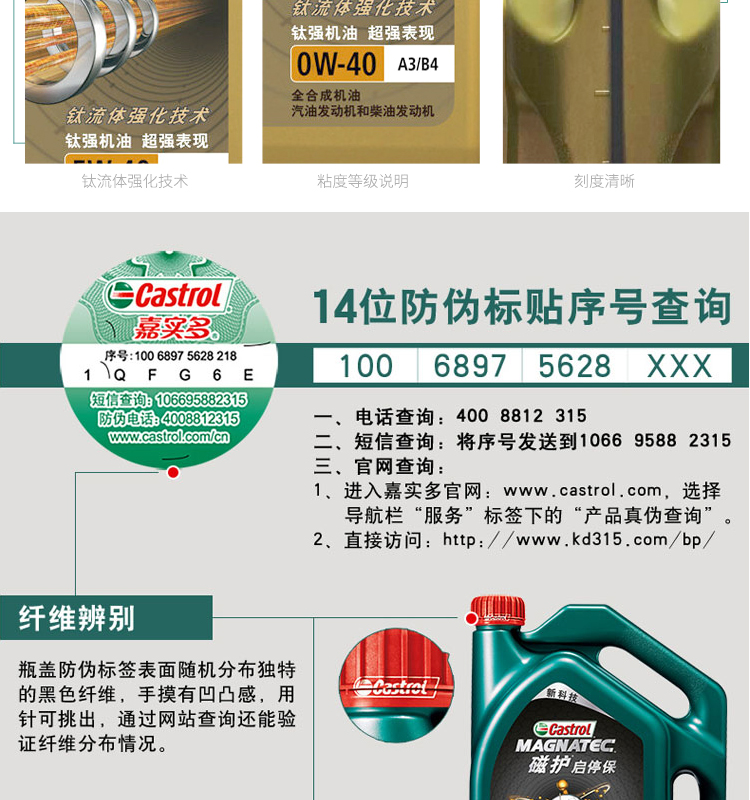 钛流体强化技术
钛强机油 超强表现
5W-40
钛流体强化技术
钛强机油 超强表现
0W-40 A3/B4
全合成机油
汽油发动机和柴油发动机
钛流体强化技术
粘度等级说明
刻度清晰
Castrol
嘉实多
序号:100 6897 5628 218
1 Q F G 6 E
短信查询: 106695882315
防伪电话: 4008812315
www.castrol.com/cn
14位防伪标贴序号查询
100 6897 5628 XXX
一、电话查询：400 8812 315
二、短信查询：将序号发送到1066 9588 2315
三、官网查询：
1、进入嘉实多官网：www.castrol.com，选择
导航栏“服务”标签下的“产品真伪查询”。
2、直接访问：http://www.kd315.com/bp/
纤维辨别
瓶盖防伪标签表面随机分布独特
的黑色纤维，手摸有凹凸感，用
针可挑出，通过网站查询还能验
证纤维分布情况。
Castrol
新科技
Castrol
MAGNATEC
磁护 启停保